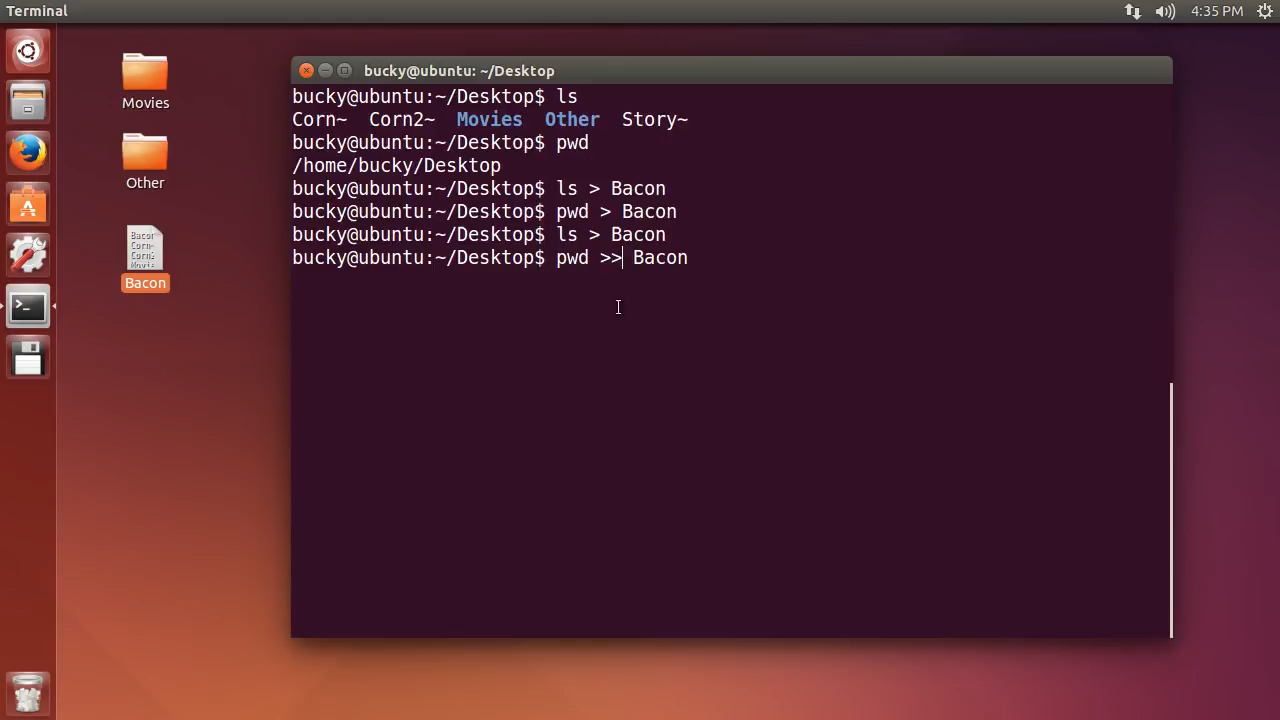 Terminal
4:35 PM
Movies
Other
Bacon
Corn~
Bacon
bucky@ubuntu: ~/Desktop
bucky@ubuntu:~/Desktop$ ls
Corn~ Corn2~ Movies Other Story~
bucky@ubuntu:~/Desktop$ pwd
/home/bucky/Desktop
bucky@ubuntu:~/Desktop$ ls > Bacon
bucky@ubuntu:~/Desktop$ pwd > Bacon
bucky@ubuntu:~/Desktop$ ls > Bacon
bucky@ubuntu:~/Desktop$ pwd >> Bacon